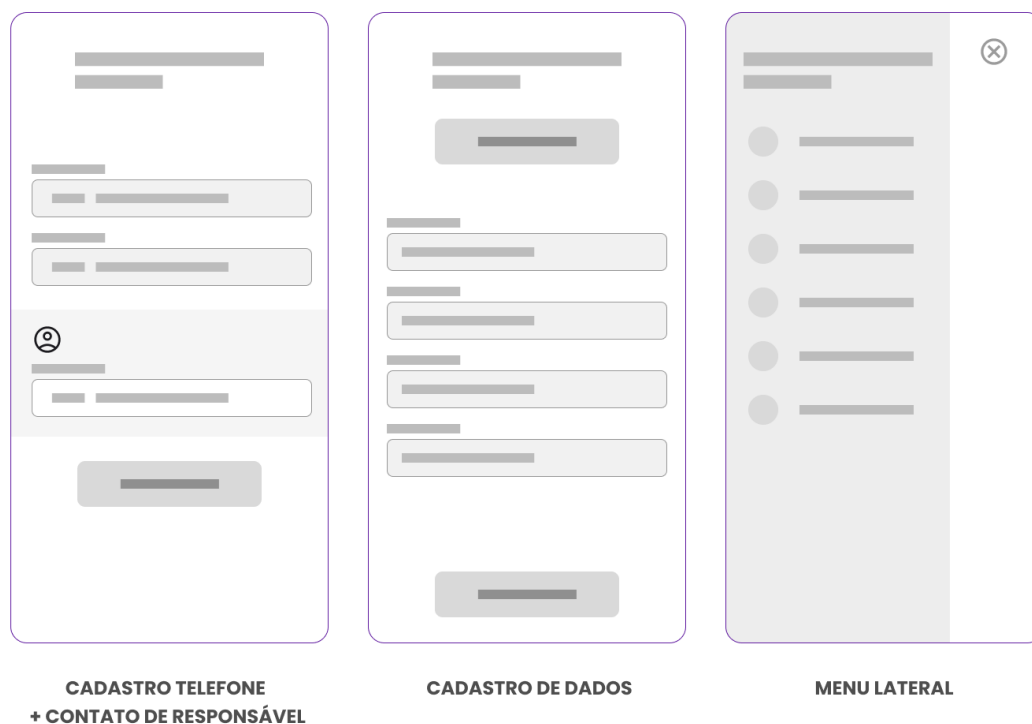 CADASTRO TELEFONE
+ CONTATO DE RESPONSÁVEL
CADASTRO DE DADOS
MENU LATERAL